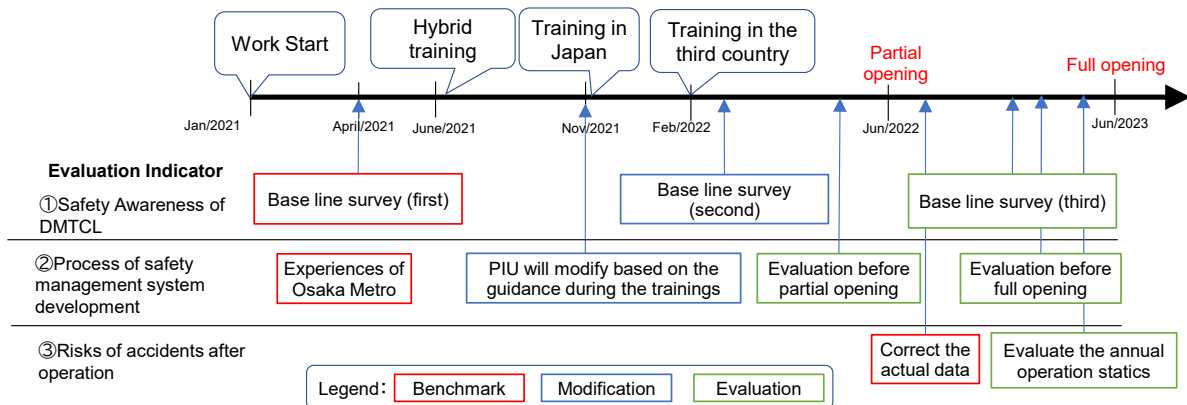 Work Start
Hybrid
training
Training in
Japan
Training in the
third country
Partial
opening
Full opening
Jan/2021
April/2021
June/2021
Nov/2021
Feb/2022
Jun/2022
Jun/2023
Evaluation Indicator
①Safety Awareness of
DMTCL
Base line survey (first)
Base line survey
(second)
Base line survey (third)
②Process of safety
management system
development
Experiences of
Osaka Metro
PIU will modify based on the
guidance during the trainings
Evaluation before
partial opening
Evaluation before
full opening
③Risks of accidents after
operation
Correct the
actual data
Evaluate the annual
operation statics
Legend:
Benchmark
Modification
Evaluation